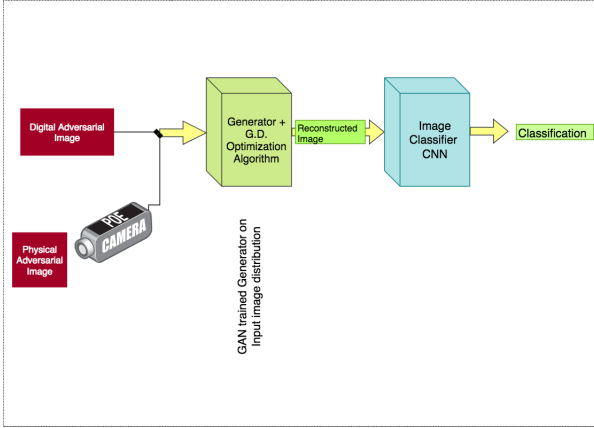 Digital Adversarial
Image
Generator +
G.D.
Optimization
Algorithm
Reconstructed
Image
Image
Classifier
CNN
Classification
POE
CAMERA
Physical
Adversarial
Image
GAN trained Generator on
Input image distribution